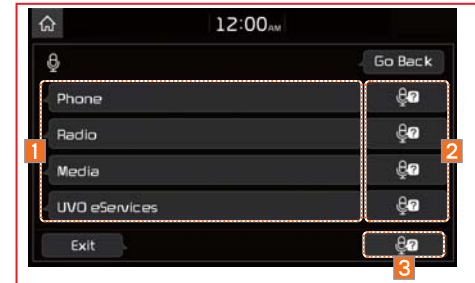 12:00AM
Go Back
Phone ?
Radio ?
1 2
Media ?
UVO eServices ?
Exit ?
3